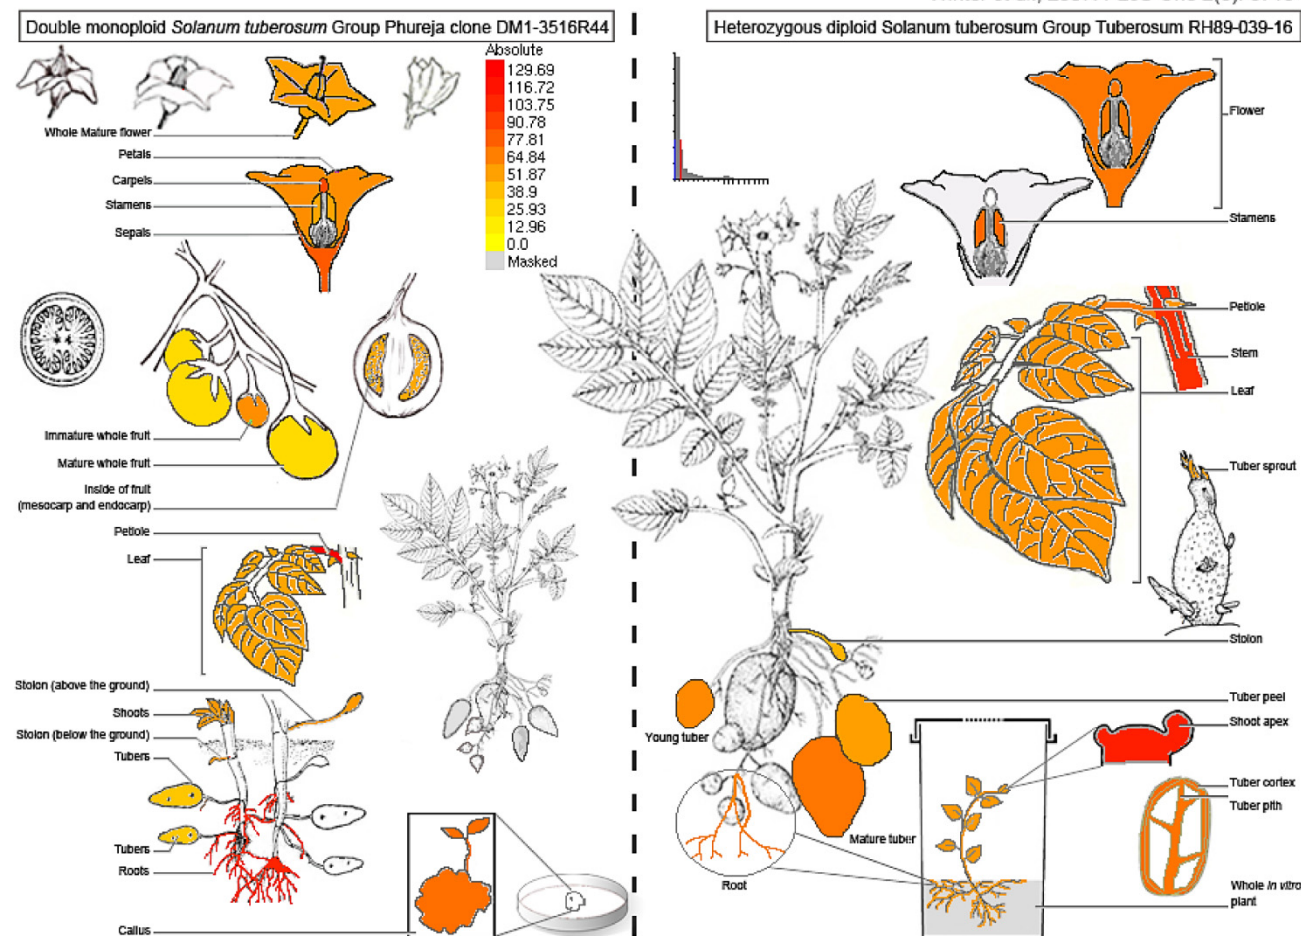 Double monoploid Solanum tuberosum Group Phureja clone DM1-3516R44
Heterozygous diploid Solanum tuberosum Group Tuberosum RH89-039-16
Absolute
129.69
116.72
103.75
90.78
77.81
64.84
51.87
38.9
25.93
12.96
0.0
Masked
Whole Mature flower
Petals
Carpels
Stamens
Sepals
Immature whole fruit
Mature whole fruit
Inside of fruit
(mesocarp and endocarp)
Petiole
Leaf
Stolon (above the ground)
Shoots
Stolon (below the ground)
Tubers
Tubers
Roots
Callus
Flower
Stamens
Petiole
Stem
Leaf
Tuber sprout
Stolon
Tuber peel
Young tuber
Shoot apex
Tuber cortex
Tuber pith
Mature tuber
Root
Whole in vitro
plant